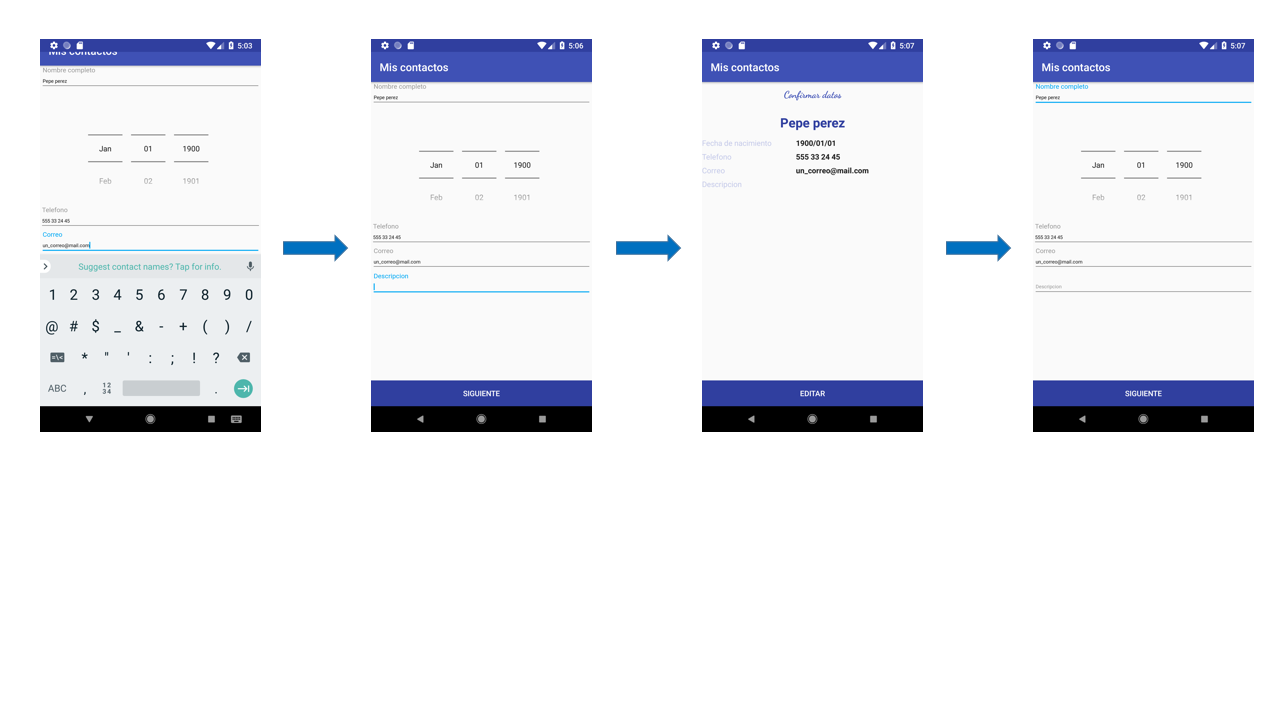 5:03
Mis contactos
Nombre completo
Pepe perez
Jan 01 1900
Feb 02 1901
Telefono
555 33 24 45
Correo
un_correo@mail.com
Suggest contact names? Tap for info.
1 2 3 4 5 6 7 8 9 0
@ # $ _ & - + ( ) /
=\< * " ' : ; ! ?
ABC , 12 34 .
5:06
Mis contactos
Nombre completo
Pepe perez
Jan 01 1900
Feb 02 1901
Telefono
555 33 24 45
Correo
un_correo@mail.com
Descripcion
SIGUIENTE
5:07
Mis contactos
Confirmar datos
Pepe perez
Fecha de nacimiento 1900/01/01
Telefono 555 33 24 45
Correo un_correo@mail.com
Descripcion
EDITAR
5:07
Mis contactos
Nombre completo
Pepe perez
Jan 01 1900
Feb 02 1901
Telefono
555 33 24 45
Correo
un_correo@mail.com
Descripcion
SIGUIENTE